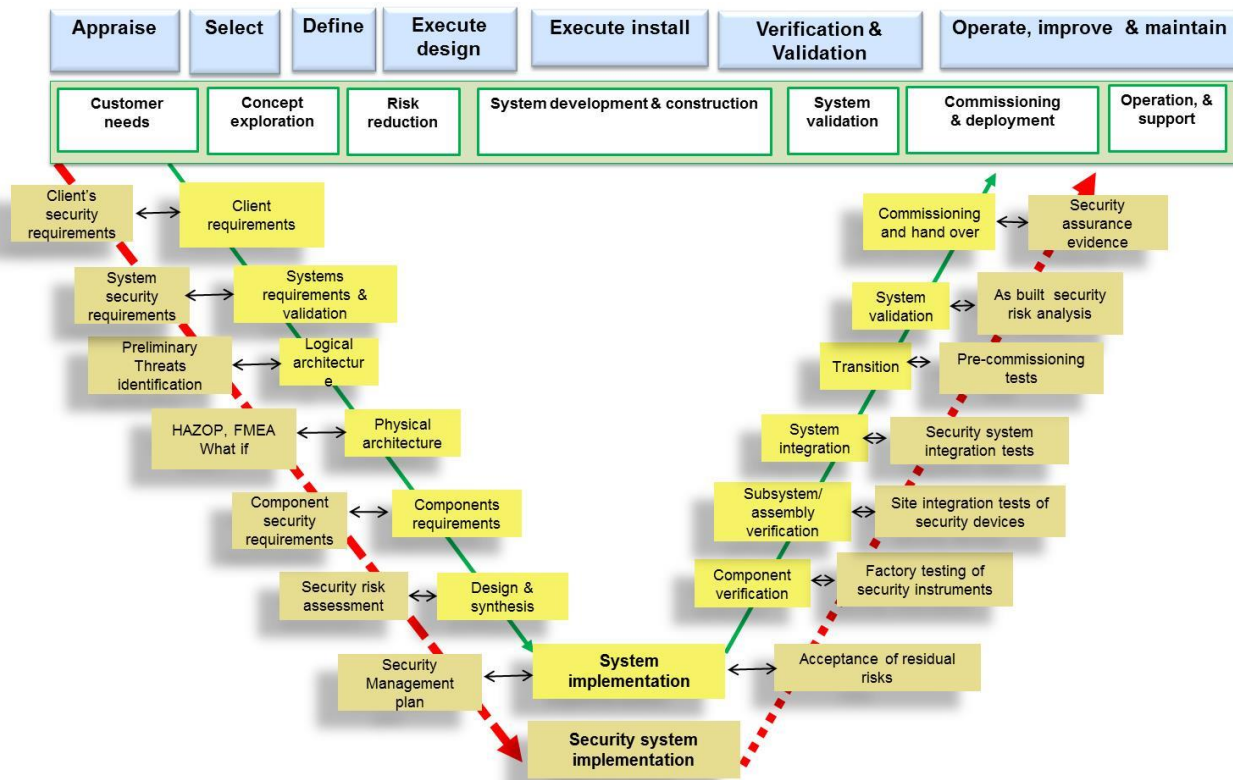 Appraise
Select
Define
Execute
design
Execute install
Verification &
Validation
Operate, improve & maintain
Customer
needs
Concept
exploration
Risk
reduction
System development & construction
System
validation
Commissioning
& deployment
Operation, &
support
Client's
security
requirements
Client
requirements
Commissioning
and hand over
Security
assurance
evidence
System
security
requirements
Systems
requirements &
validation
System
validation
As built security
risk analysis
Preliminary
Threats
identification
Logical
architectur
e
Transition
Pre-commissioning
tests
HAZOP, FMEA
What if
Physical
architecture
System
integration
Security system
integration tests
Component
security
requirements
Components
requirements
Subsystem/
assembly
verification
Site integration tests of
security devices
Security risk
assessment
Design &
synthesis
Component
verification
Factory testing of
security instruments
Security
Management
plan
System
implementation
Acceptance of residual
risks
Security system
implementation